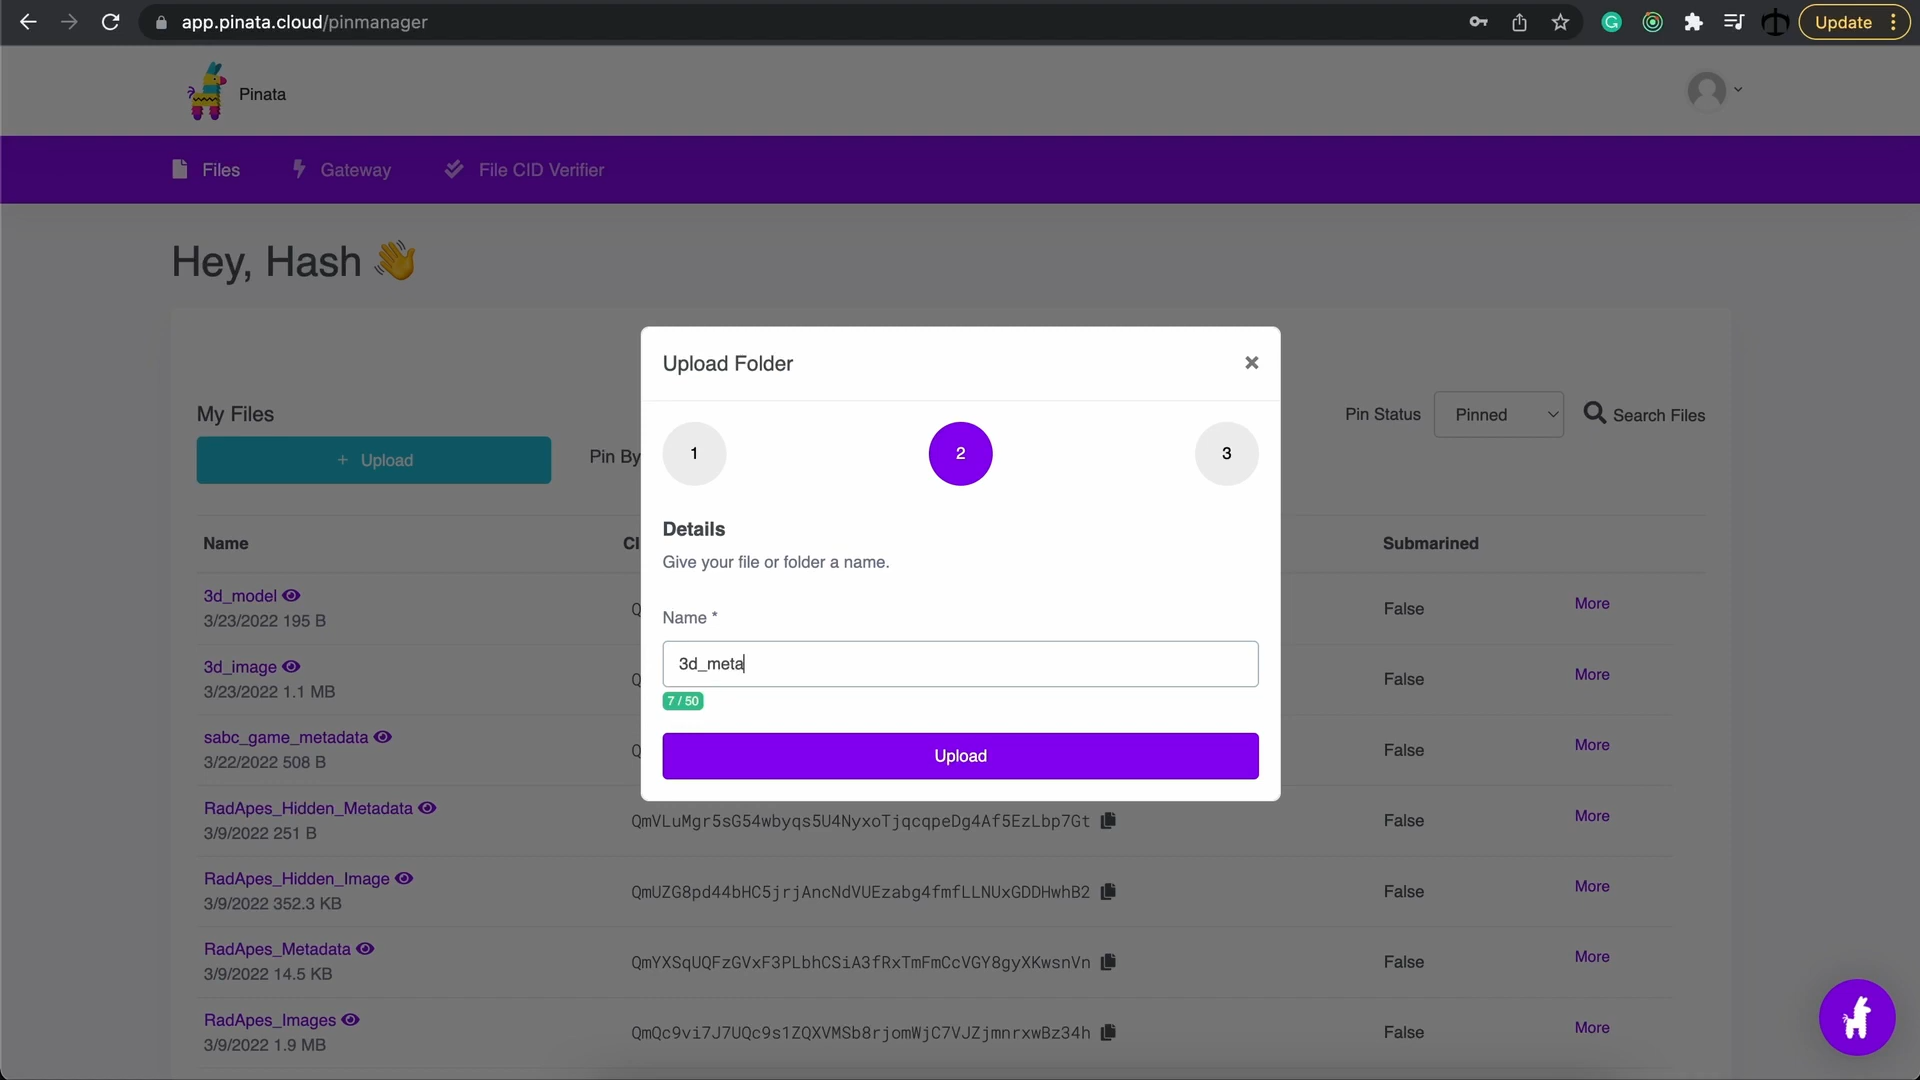 app.pinata.cloud/pinmanager
Update
Pinata
Files
Gateway
File CID Verifier
Hey, Hash 👋
Upload Folder
×
1
2
3
My Files
Pin Status
Pinned
Search Files
+ Upload
Pin By
Details
Give your file or folder a name.
Name
Submarined
Name *
3d_meta
7 / 50
Upload
3d_model
3/23/2022 195 B
False
More
3d_image
3/23/2022 1.1 MB
False
More
sabc_game_metadata
3/22/2022 508 B
False
More
RadApes_Hidden_Metadata
3/9/2022 251 B
QmVLuMgr5sG54wbyqs5U4NyxoTjqcqpeDg4Af5EzLbp7Gt
False
More
RadApes_Hidden_Image
3/9/2022 352.3 KB
QmUZG8pd44bHC5jrjAncNdVUEzabg4fmfLLNUxGDDHwhB2
False
More
RadApes_Metadata
3/9/2022 14.5 KB
QmYXSqUQFzGVxF3PLbhCSiA3fRxTmFmCcVGY8gyXKwsnVn
False
More
RadApes_Images
3/9/2022 1.9 MB
QmQc9vi7J7UQc9s1ZQXVMSb8rjomWjC7VJZjmnrxwBz34h
False
More